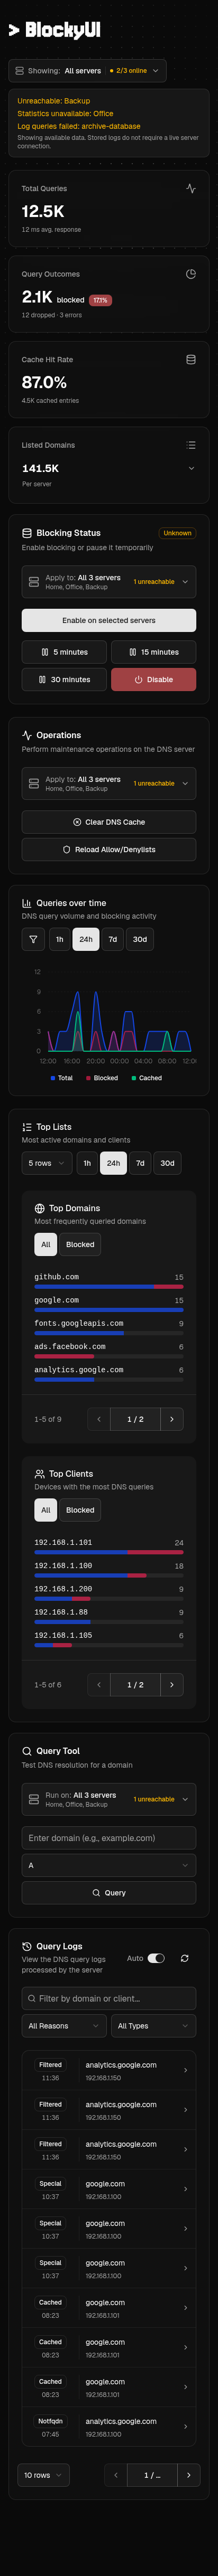 > BlockyUI
Showing: All servers 2/3 online
Unreachable: Backup
Statistics unavailable: Office
Log queries failed: archive-database
Showing available data. Stored logs do not require a live server
connection.
Total Queries
12.5K
12 ms avg. response
Query Outcomes
2.1K blocked 17.1%
12 dropped · 3 errors
Cache Hit Rate
87.0%
4.5K cached entries
Listed Domains
141.5K
Per server
Blocking Status Unknown
Enable blocking or pause it temporarily
Apply to: All 3 servers 1 unreachable
Home, Office, Backup
Enable on selected servers
5 minutes 15 minutes
30 minutes Disable
Operations
Perform maintenance operations on the DNS server
Apply to: All 3 servers 1 unreachable
Home, Office, Backup
Clear DNS Cache
Reload Allow/Denylists
Queries over time
DNS query volume and blocking activity
1h 24h 7d 30d
12
9
6
3
0
12:00 16:00 20:00 00:00 04:00 08:00 12:0
Total Blocked Cached
Top Lists
Most active domains and clients
5 rows 1h 24h 7d 30d
Top Domains
Most frequently queried domains
All Blocked
github.com 15
google.com 15
fonts.googleapis.com 9
ads.facebook.com 6
analytics.google.com 6
1-5 of 9 1 / 2
Top Clients
Devices with the most DNS queries
All Blocked
192.168.1.101 24
192.168.1.100 18
192.168.1.200 9
192.168.1.88 9
192.168.1.105 6
1-5 of 6 1 / 2
Query Tool
Test DNS resolution for a domain
Run on: All 3 servers 1 unreachable
Home, Office, Backup
Enter domain (e.g., example.com)
A
Query
Query Logs
View the DNS query logs
processed by the server
Auto
Filter by domain or client...
All Reasons All Types
Filtered analytics.google.com
11:36 192.168.1.150
Filtered analytics.google.com
11:36 192.168.1.150
Filtered analytics.google.com
11:36 192.168.1.150
Special google.com
10:37 192.168.1.100
Special google.com
10:37 192.168.1.100
Special google.com
10:37 192.168.1.100
Cached google.com
08:23 192.168.1.101
Cached google.com
08:23 192.168.1.101
Cached google.com
08:23 192.168.1.101
Notfqdn analytics.google.com
07:45 192.168.1.100
10 rows 1 / ...